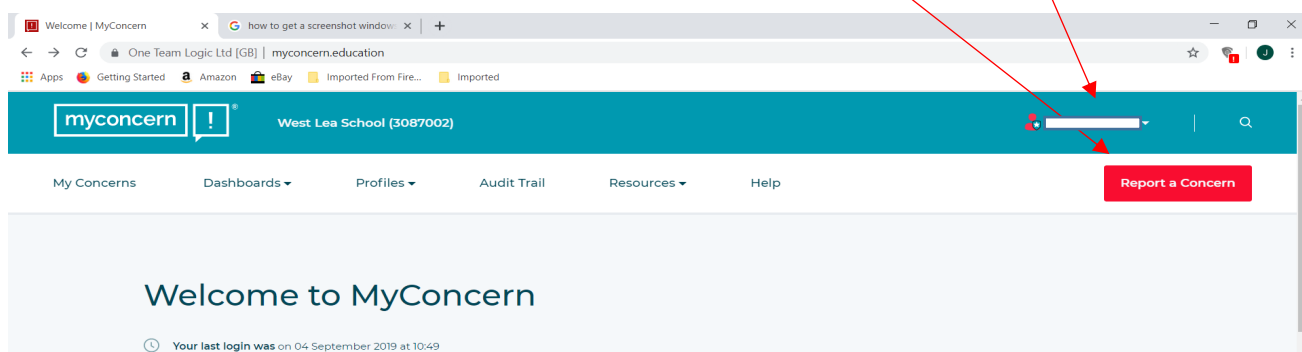 Welcome | MyConcern
how to get a screenshot window
One Team Logic Ltd [GB] | myconcern.education
J
Apps Getting Started Amazon eBay Imported From Fire... Imported
myconcern ! ® West Lea School (3087002)
My Concerns Dashboards Profiles Audit Trail Resources Help Report a Concern
Welcome to MyConcern
Your last login was on 04 September 2019 at 10:49